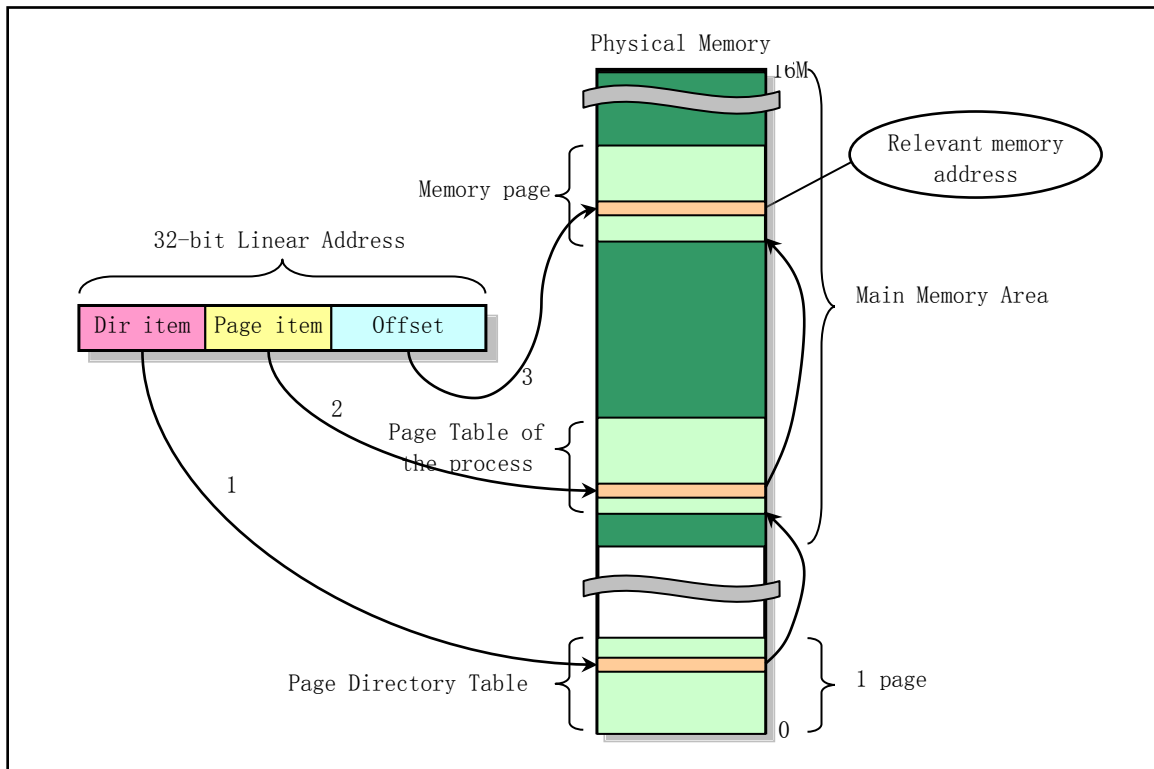 Physical Memory
16M
Relevant memory
address
Memory page
32-bit Linear Address
Main Memory Area
Dir item
Page item
Offset
3
2
Page Table of
the process
1
Page Directory Table
1 page
0